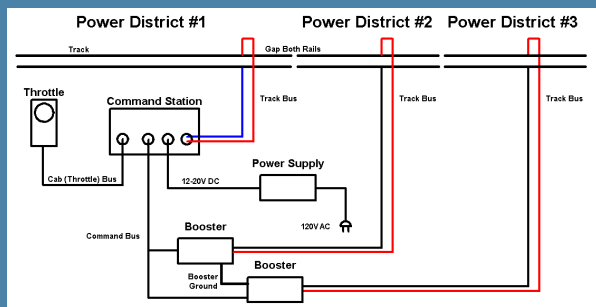 Power District #1
Power District #2
Power District #3
Track
Gap Both Rails
Throttle
Command Station
Track Bus
Track Bus
Track Bus
Power Supply
Cab (Throttle) Bus
12-20V DC
120V AC
Booster
Command Bus
Booster
Booster
Ground